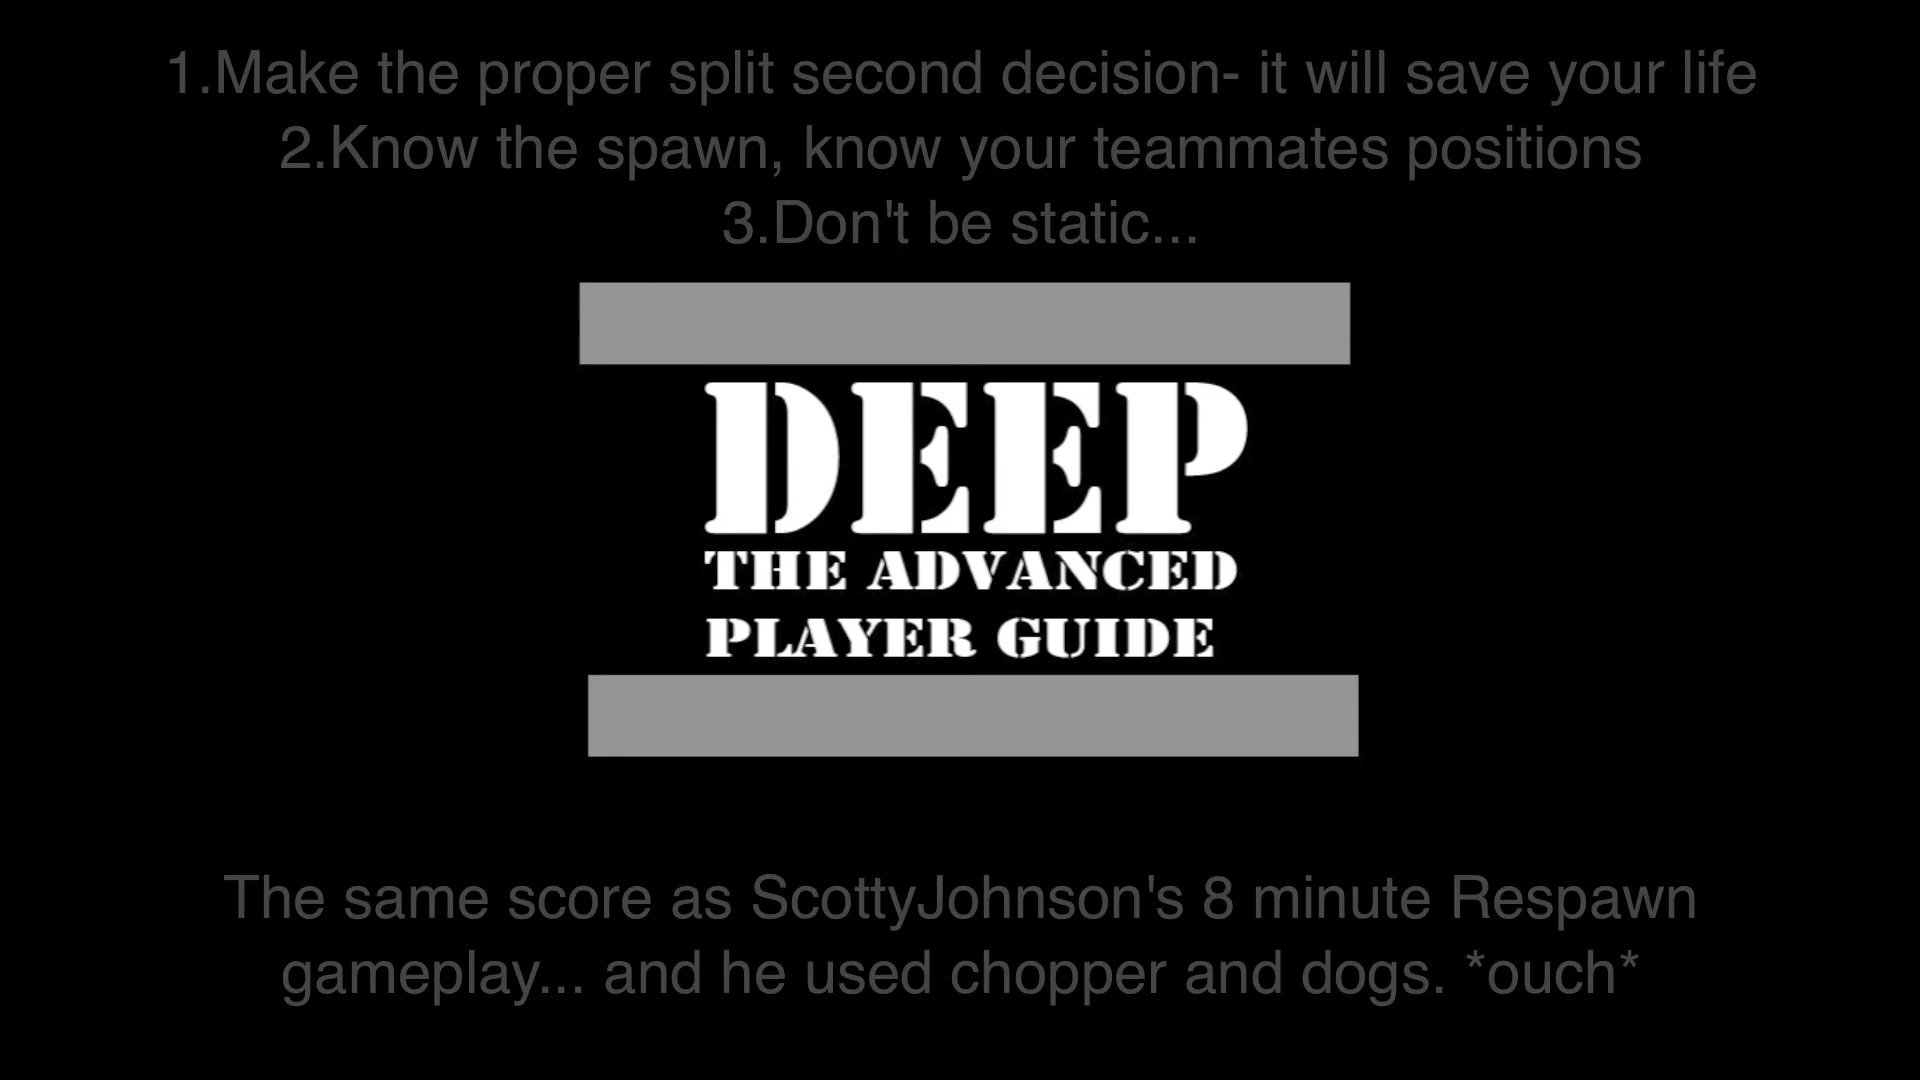 1.Make the proper split second decision- it will save your life
2.Know the spawn, know your teammates positions
3.Don't be static...
DEEP
THE ADVANCED
PLAYER GUIDE
The same score as ScottyJohnson's 8 minute Respawn
gameplay... and he used chopper and dogs. *ouch*